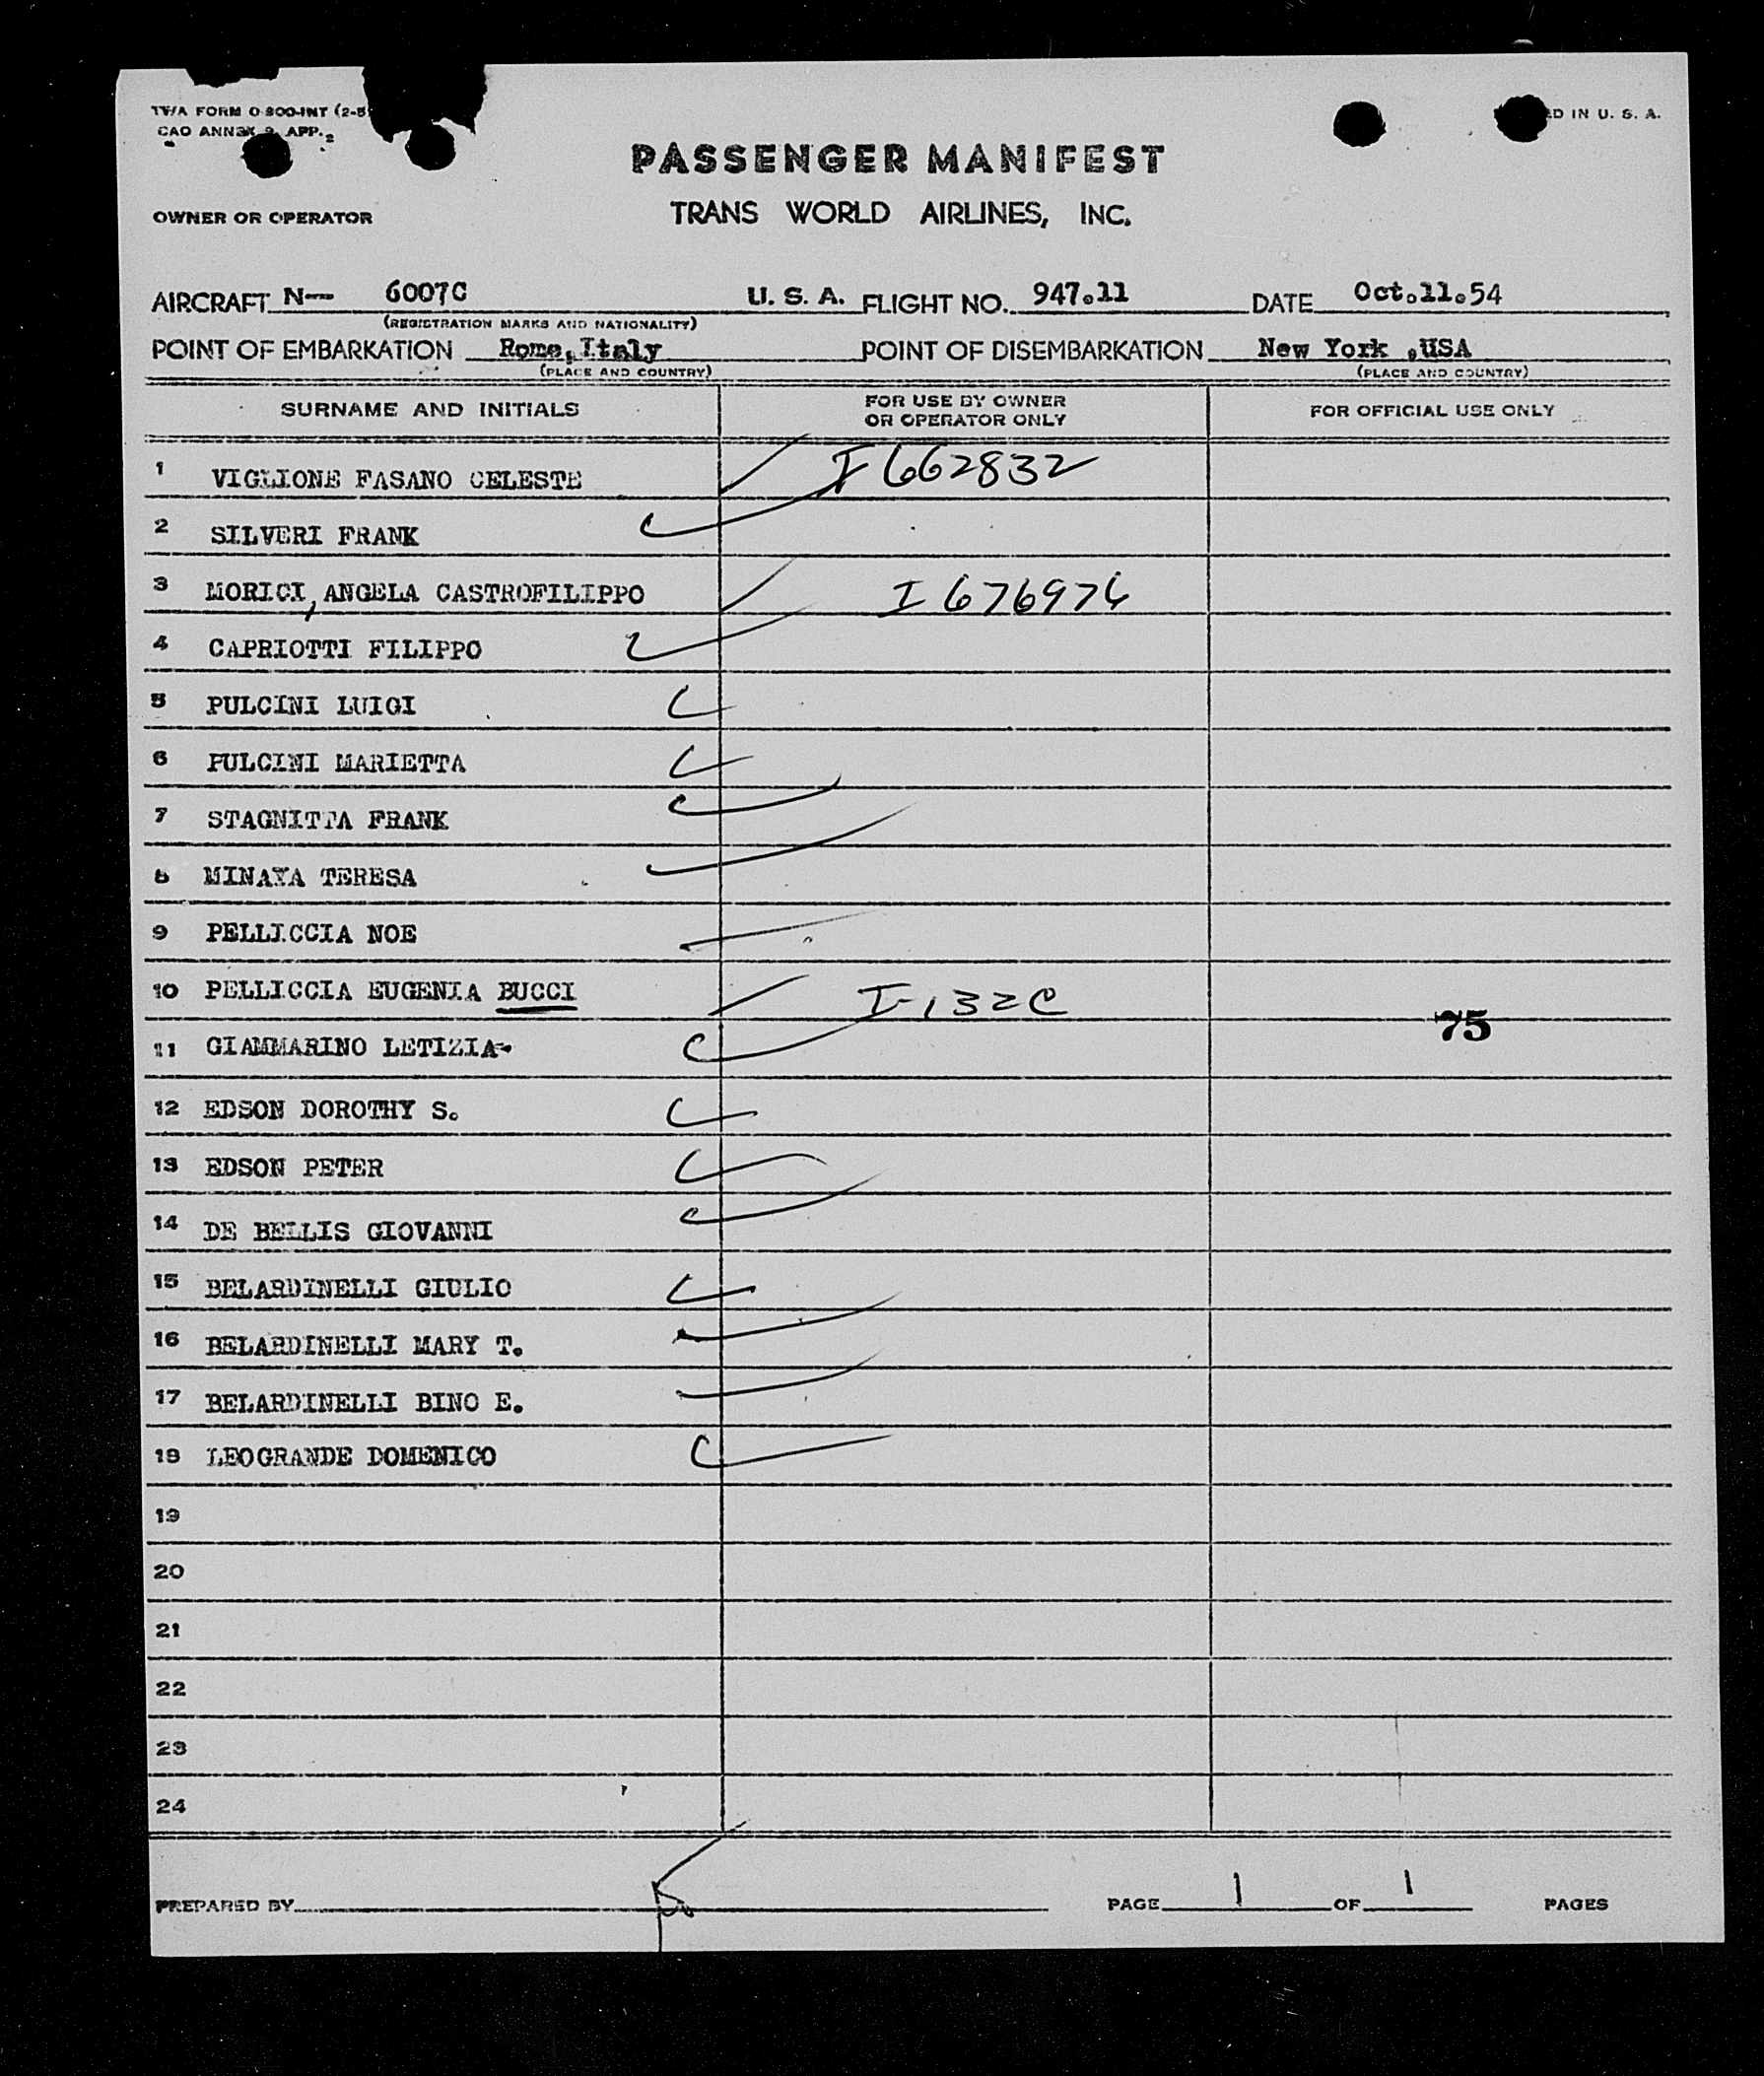 TWA FORM O-800-INT (2-5
CAO ANNEX 9, APP. 2
D IN U. S. A.
PASSENGER MANIFEST
OWNER OR OPERATOR
TRANS WORLD AIRLINES, INC.
AIRCRAFT N-- 6007C U. S. A. FLIGHT NO. 947.11 DATE Oct.11.54
(REGISTRATION MARKS AND NATIONALITY)
POINT OF EMBARKATION Rome,Italy POINT OF DISEMBARKATION New York ,USA
(PLACE AND COUNTRY) (PLACE AND COUNTRY)
SURNAME AND INITIALS
FOR USE BY OWNER
OR OPERATOR ONLY
FOR OFFICIAL USE ONLY
1 VIGLIONE FASANO CELESTE I 662832
2 SILVERI FRANK
3 MORICI, ANGELA CASTROFILIPPO I 676976
4 CAPRIOTTI FILIPPO
5 PULCINI LUIGI
6 PULCINI MARIETTA
7 STAGNITTA FRANK
8 MINAYA TERESA
9 PELLICCIA NOE
10 PELLICCIA EUGENIA BUCCI I-132C
75
11 GIAMMARINO LETIZIA-
12 EDSON DOROTHY S.
13 EDSON PETER
14 DE BELLIS GIOVANNI
15 BELARDINELLI GIULIO
16 BELARDINELLI MARY T.
17 BELARDINELLI BINO E.
18 LEOGRANDE DOMENICO
19
20
21
22
23
24
PREPARED BY PAGE 1 OF 1 PAGES